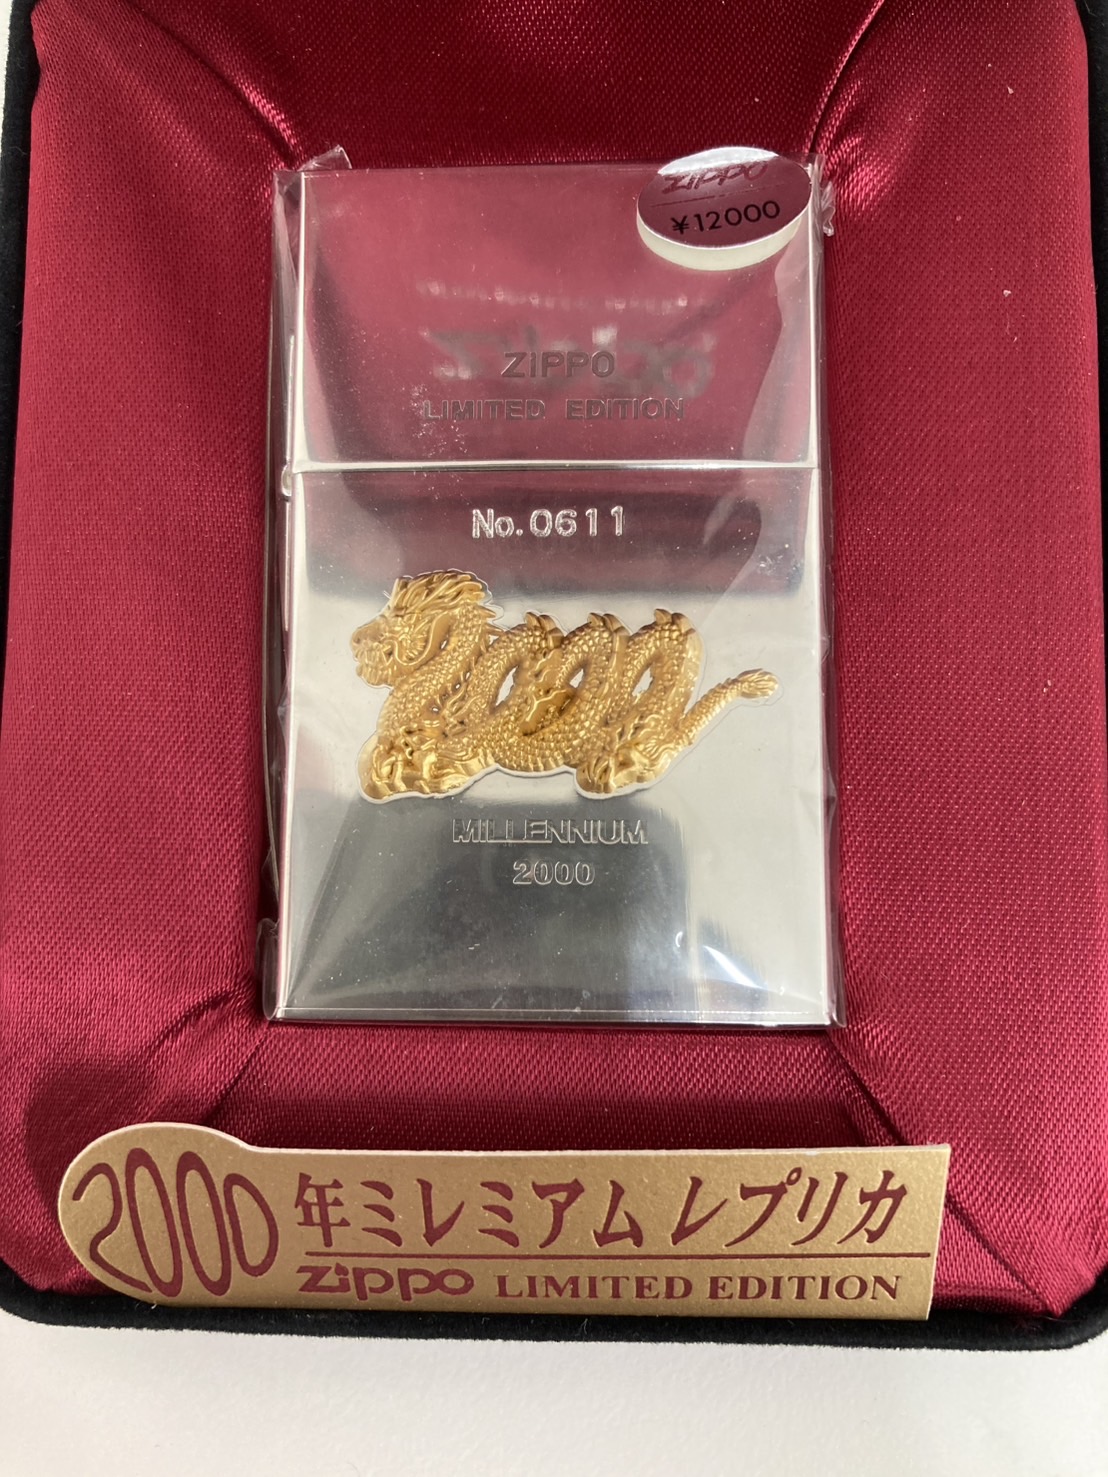 Zippo
¥12000
ZIPPO
LIMITED EDITION
No.0611
2000
MILLENNIUM
2000
2000年ミレミアムレプリカ
Zippo LIMITED EDITION